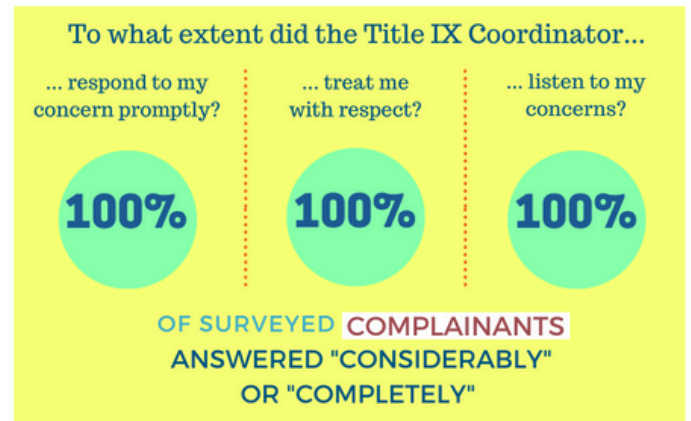 To what extent did the Title IX Coordinator...
... respond to my
concern promptly?
... treat me
with respect?
... listen to my
concerns?
100%
100%
100%
OF SURVEYED COMPLAINANTS
ANSWERED "CONSIDERABLY"
OR "COMPLETELY"